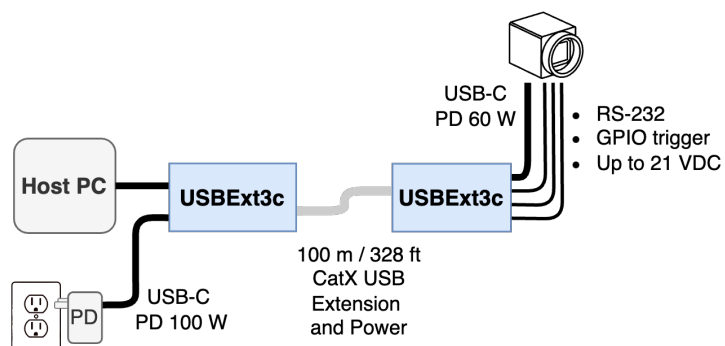 USB-C
PD 60 W
• RS-232
• GPIO trigger
• Up to 21 VDC
Host PC
USBExt3c
USBExt3c
100 m / 328 ft
CatX USB
Extension
and Power
USB-C
PD 100 W
PD